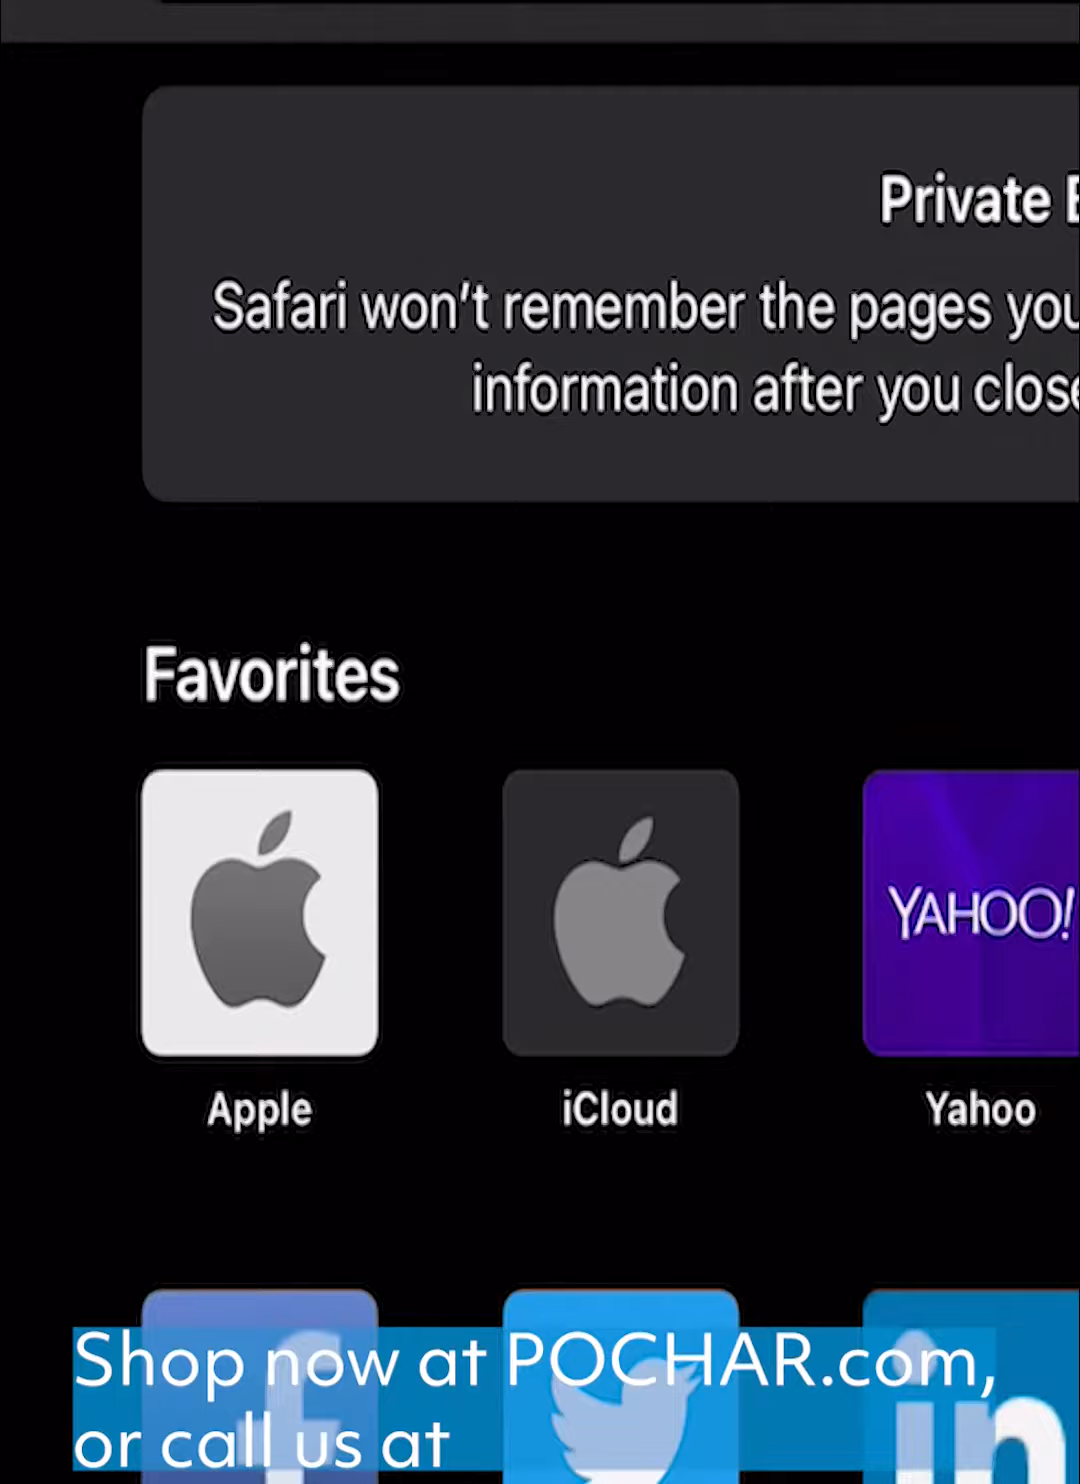 Private
Safari won't remember the pages you
information after you close
Favorites
YAHOO!
Apple
iCloud
Yahoo
f
in
Shop now at POCHAR.com,
or call us at